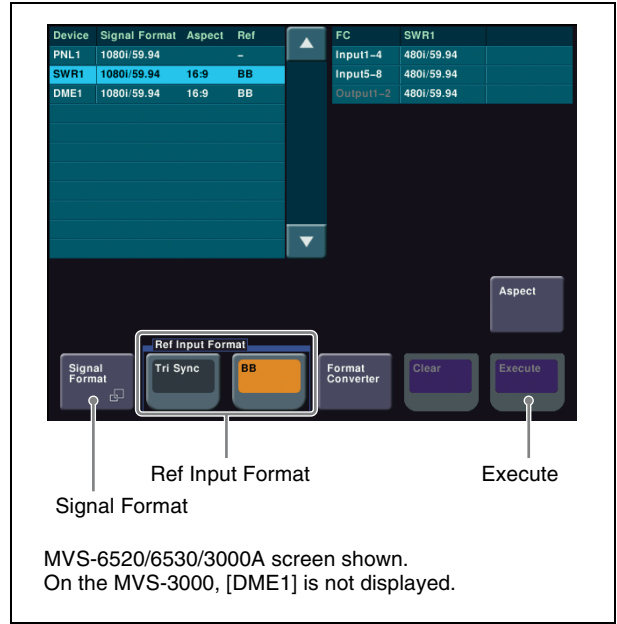 Device Signal Format Aspect Ref FC SWR1
PNL1 1080i/59.94 – Input1–4 480i/59.94
SWR1 1080i/59.94 16:9 BB Input5–8 480i/59.94
DME1 1080i/59.94 16:9 BB Output1–2 480i/59.94
Aspect
Ref Input Format
Signal Format Tri Sync BB Format Converter Clear Execute
Ref Input Format Execute
Signal Format
MVS-6520/6530/3000A screen shown.
On the MVS-3000, [DME1] is not displayed.